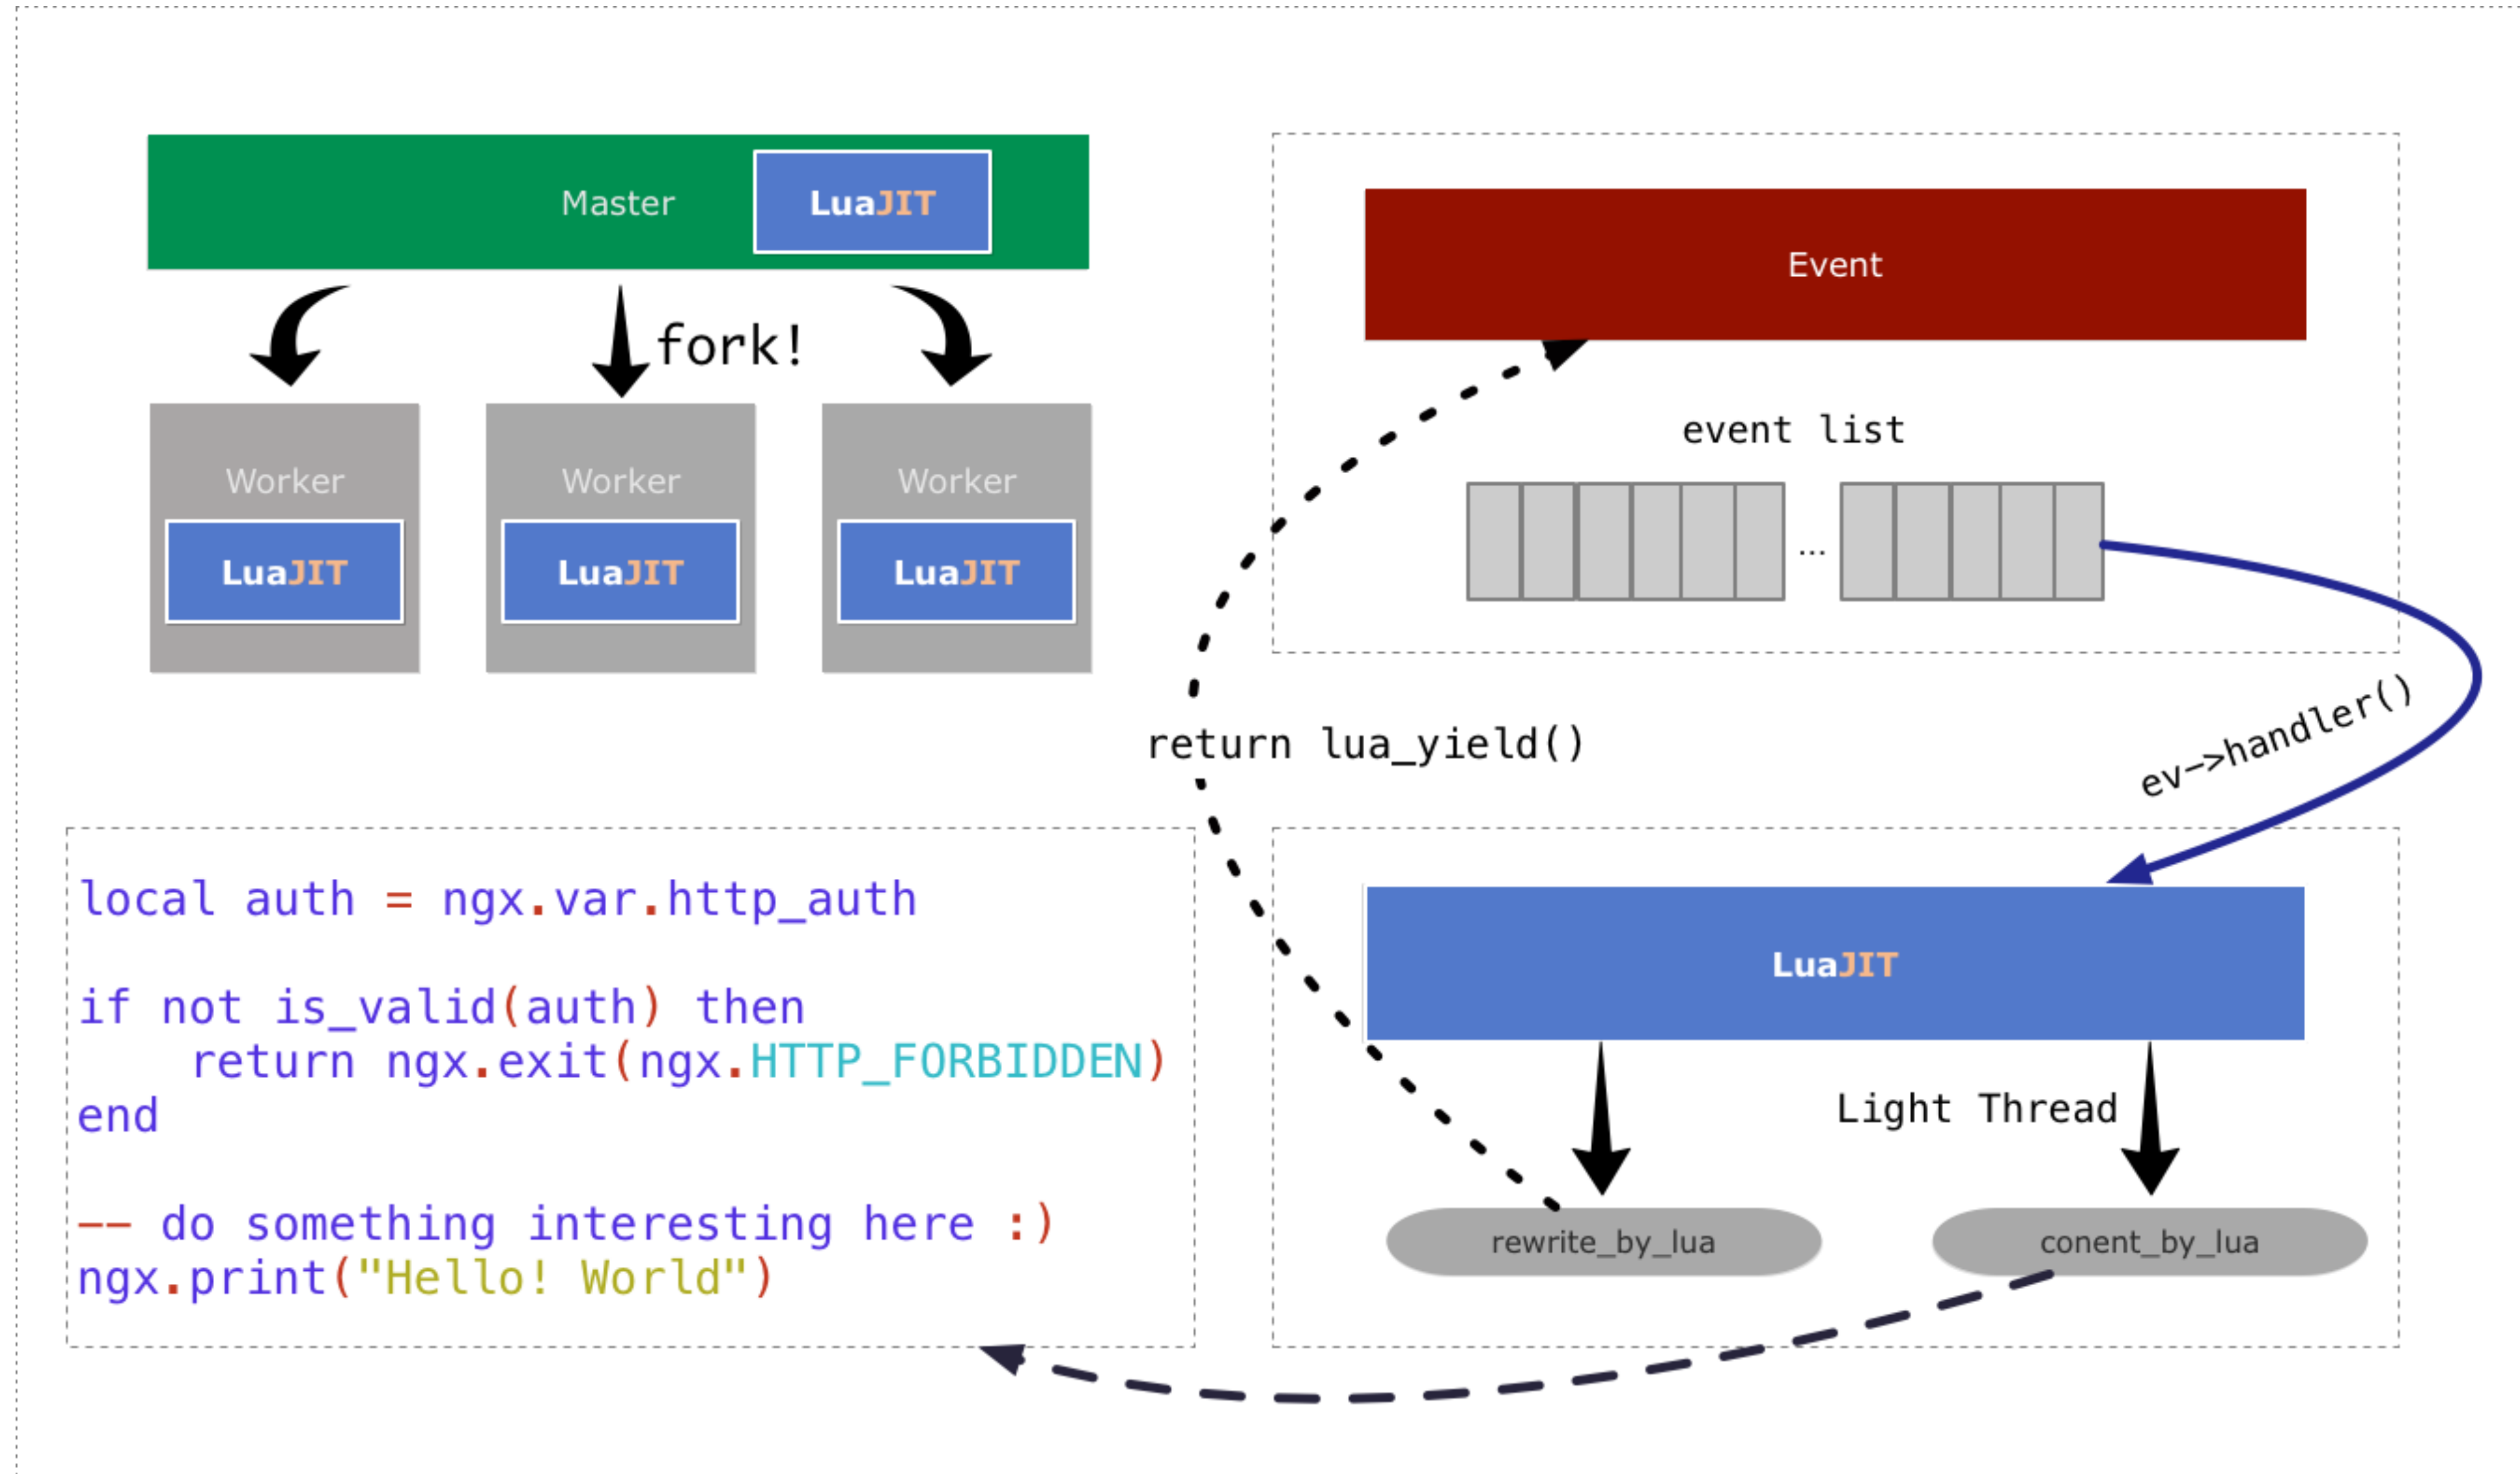 Master
LuaJIT
fork!
Worker
Worker
Worker
LuaJIT
LuaJIT
LuaJIT
Event
event list
...
return lua_yield()
ev->handler()
local auth = ngx.var.http_auth
if not is_valid(auth) then
    return ngx.exit(ngx.HTTP_FORBIDDEN)
end
-- do something interesting here :)
ngx.print("Hello! World")
LuaJIT
Light Thread
rewrite_by_lua
conent_by_lua